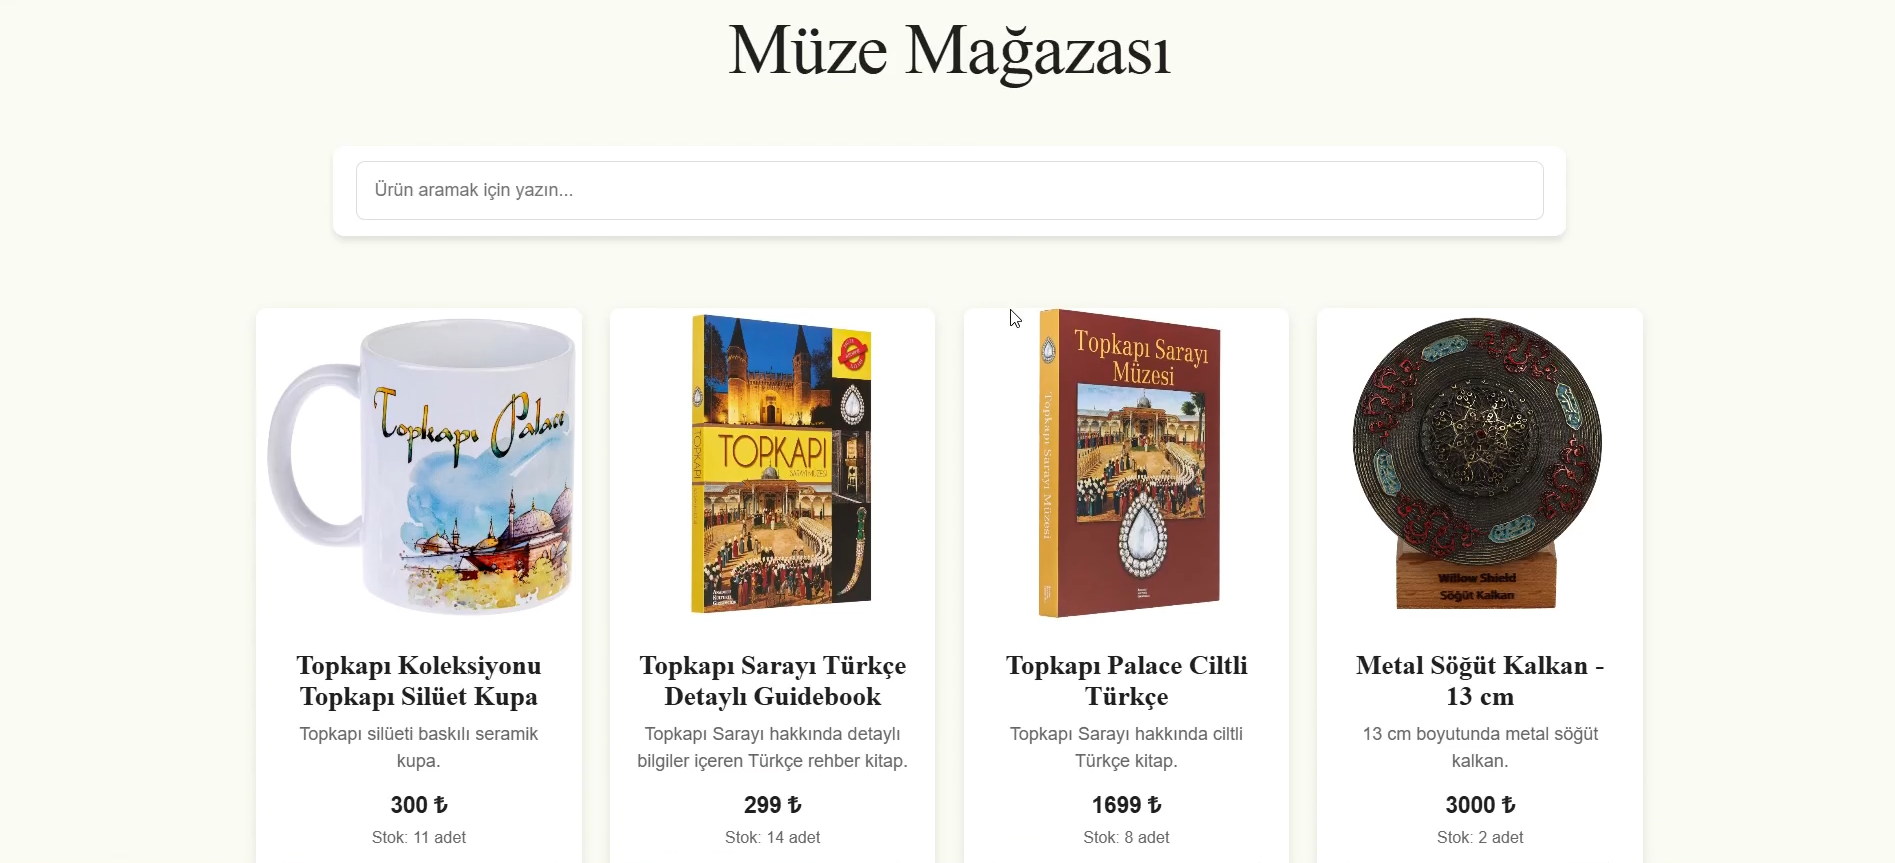 Müze Mağazası
Ürün aramak için yazın...
Topkapı Palace
TOPKAPI
SARAYI MÜZESİ
TOPKAPI
Topkapı Sarayı
Müzesi
Topkapı Sarayı Müzesi
Willow Shield
Söğüt Kalkan
Topkapı Koleksiyonu
Topkapı Silüet Kupa
Topkapı silüeti baskılı seramik
kupa.
300 ₺
Stok: 11 adet
Topkapı Sarayı Türkçe
Detaylı Guidebook
Topkapı Sarayı hakkında detaylı
bilgiler içeren Türkçe rehber kitap.
299 ₺
Stok: 14 adet
Topkapı Palace Ciltli
Türkçe
Topkapı Sarayı hakkında ciltli
Türkçe kitap.
1699 ₺
Stok: 8 adet
Metal Söğüt Kalkan -
13 cm
13 cm boyutunda metal söğüt
kalkan.
3000 ₺
Stok: 2 adet